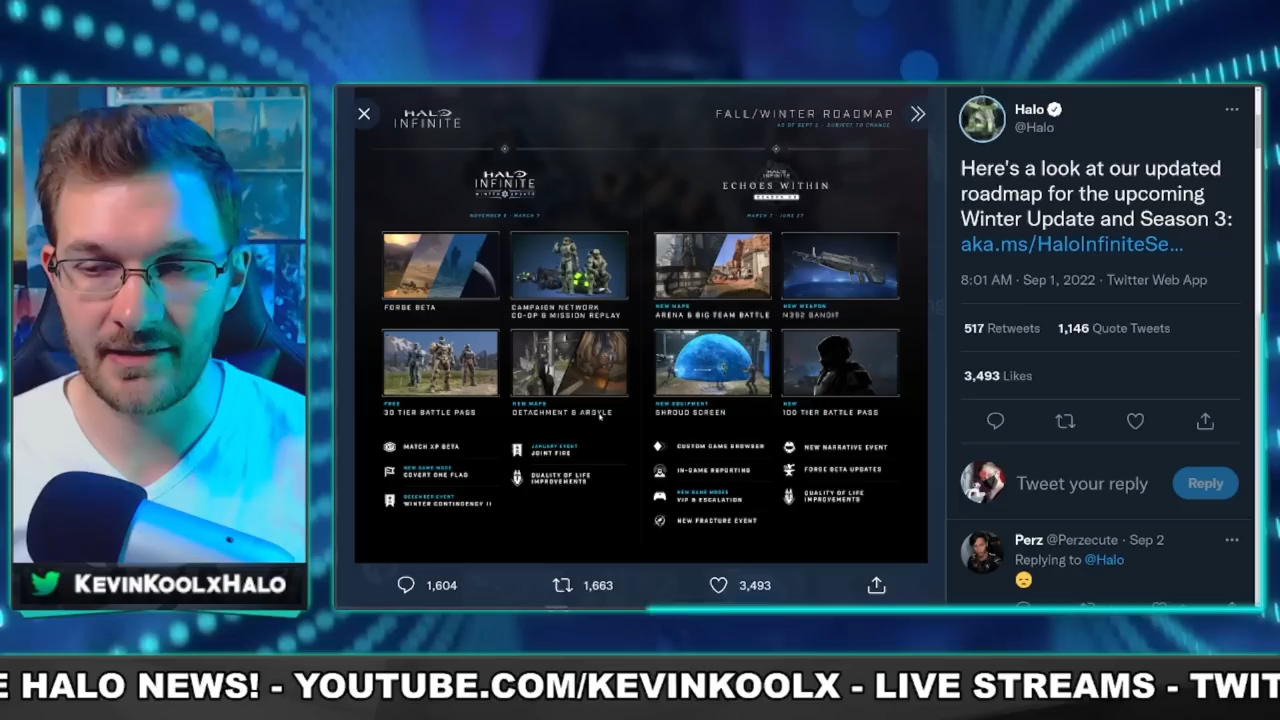 HALO
INFINITE
FALL/WINTER ROADMAP
AS OF SEPT 1 - SUBJECT TO CHANGE
HALO
INFINITE
WINTER UPDATE
NOVEMBER 8 - MARCH 7
HALO
INFINITE
ECHOES WITHIN
SEASON 03
MARCH 7 - JUNE 27
FORGE BETA
CAMPAIGN NETWORK
CO-OP & MISSION REPLAY
NEW MAPS
ARENA & BIG TEAM BATTLE
NEW WEAPON
M392 BANDIT
FREE
30 TIER BATTLE PASS
NEW MAPS
DETACHMENT & ARGYLE
NEW EQUIPMENT
SHROUD SCREEN
NEW
100 TIER BATTLE PASS
MATCH XP BETA
NEW GAME MODE
COVERT ONE FLAG
DECEMBER EVENT
WINTER CONTINGENCY II
JANUARY EVENT
JOINT FIRE
QUALITY OF LIFE
IMPROVEMENTS
CUSTOM GAME BROWSER
IN-GAME REPORTING
NEW GAME MODES
VIP & ESCALATION
NEW FRACTURE EVENT
NEW NARRATIVE EVENT
FORGE BETA UPDATES
QUALITY OF LIFE
IMPROVEMENTS
1,604
1,663
3,493
Halo
@Halo
Here's a look at our updated
roadmap for the upcoming
Winter Update and Season 3:
aka.ms/HaloInfiniteSe...
8:01 AM · Sep 1, 2022 · Twitter Web App
517 Retweets 1,146 Quote Tweets
3,493 Likes
Tweet your reply
Reply
Perz @Perzecute · Sep 2
Replying to @Halo
KEVINKOOLXHALO
E HALO NEWS! - YOUTUBE.COM/KEVINKOOLX - LIVE STREAMS - TWIT